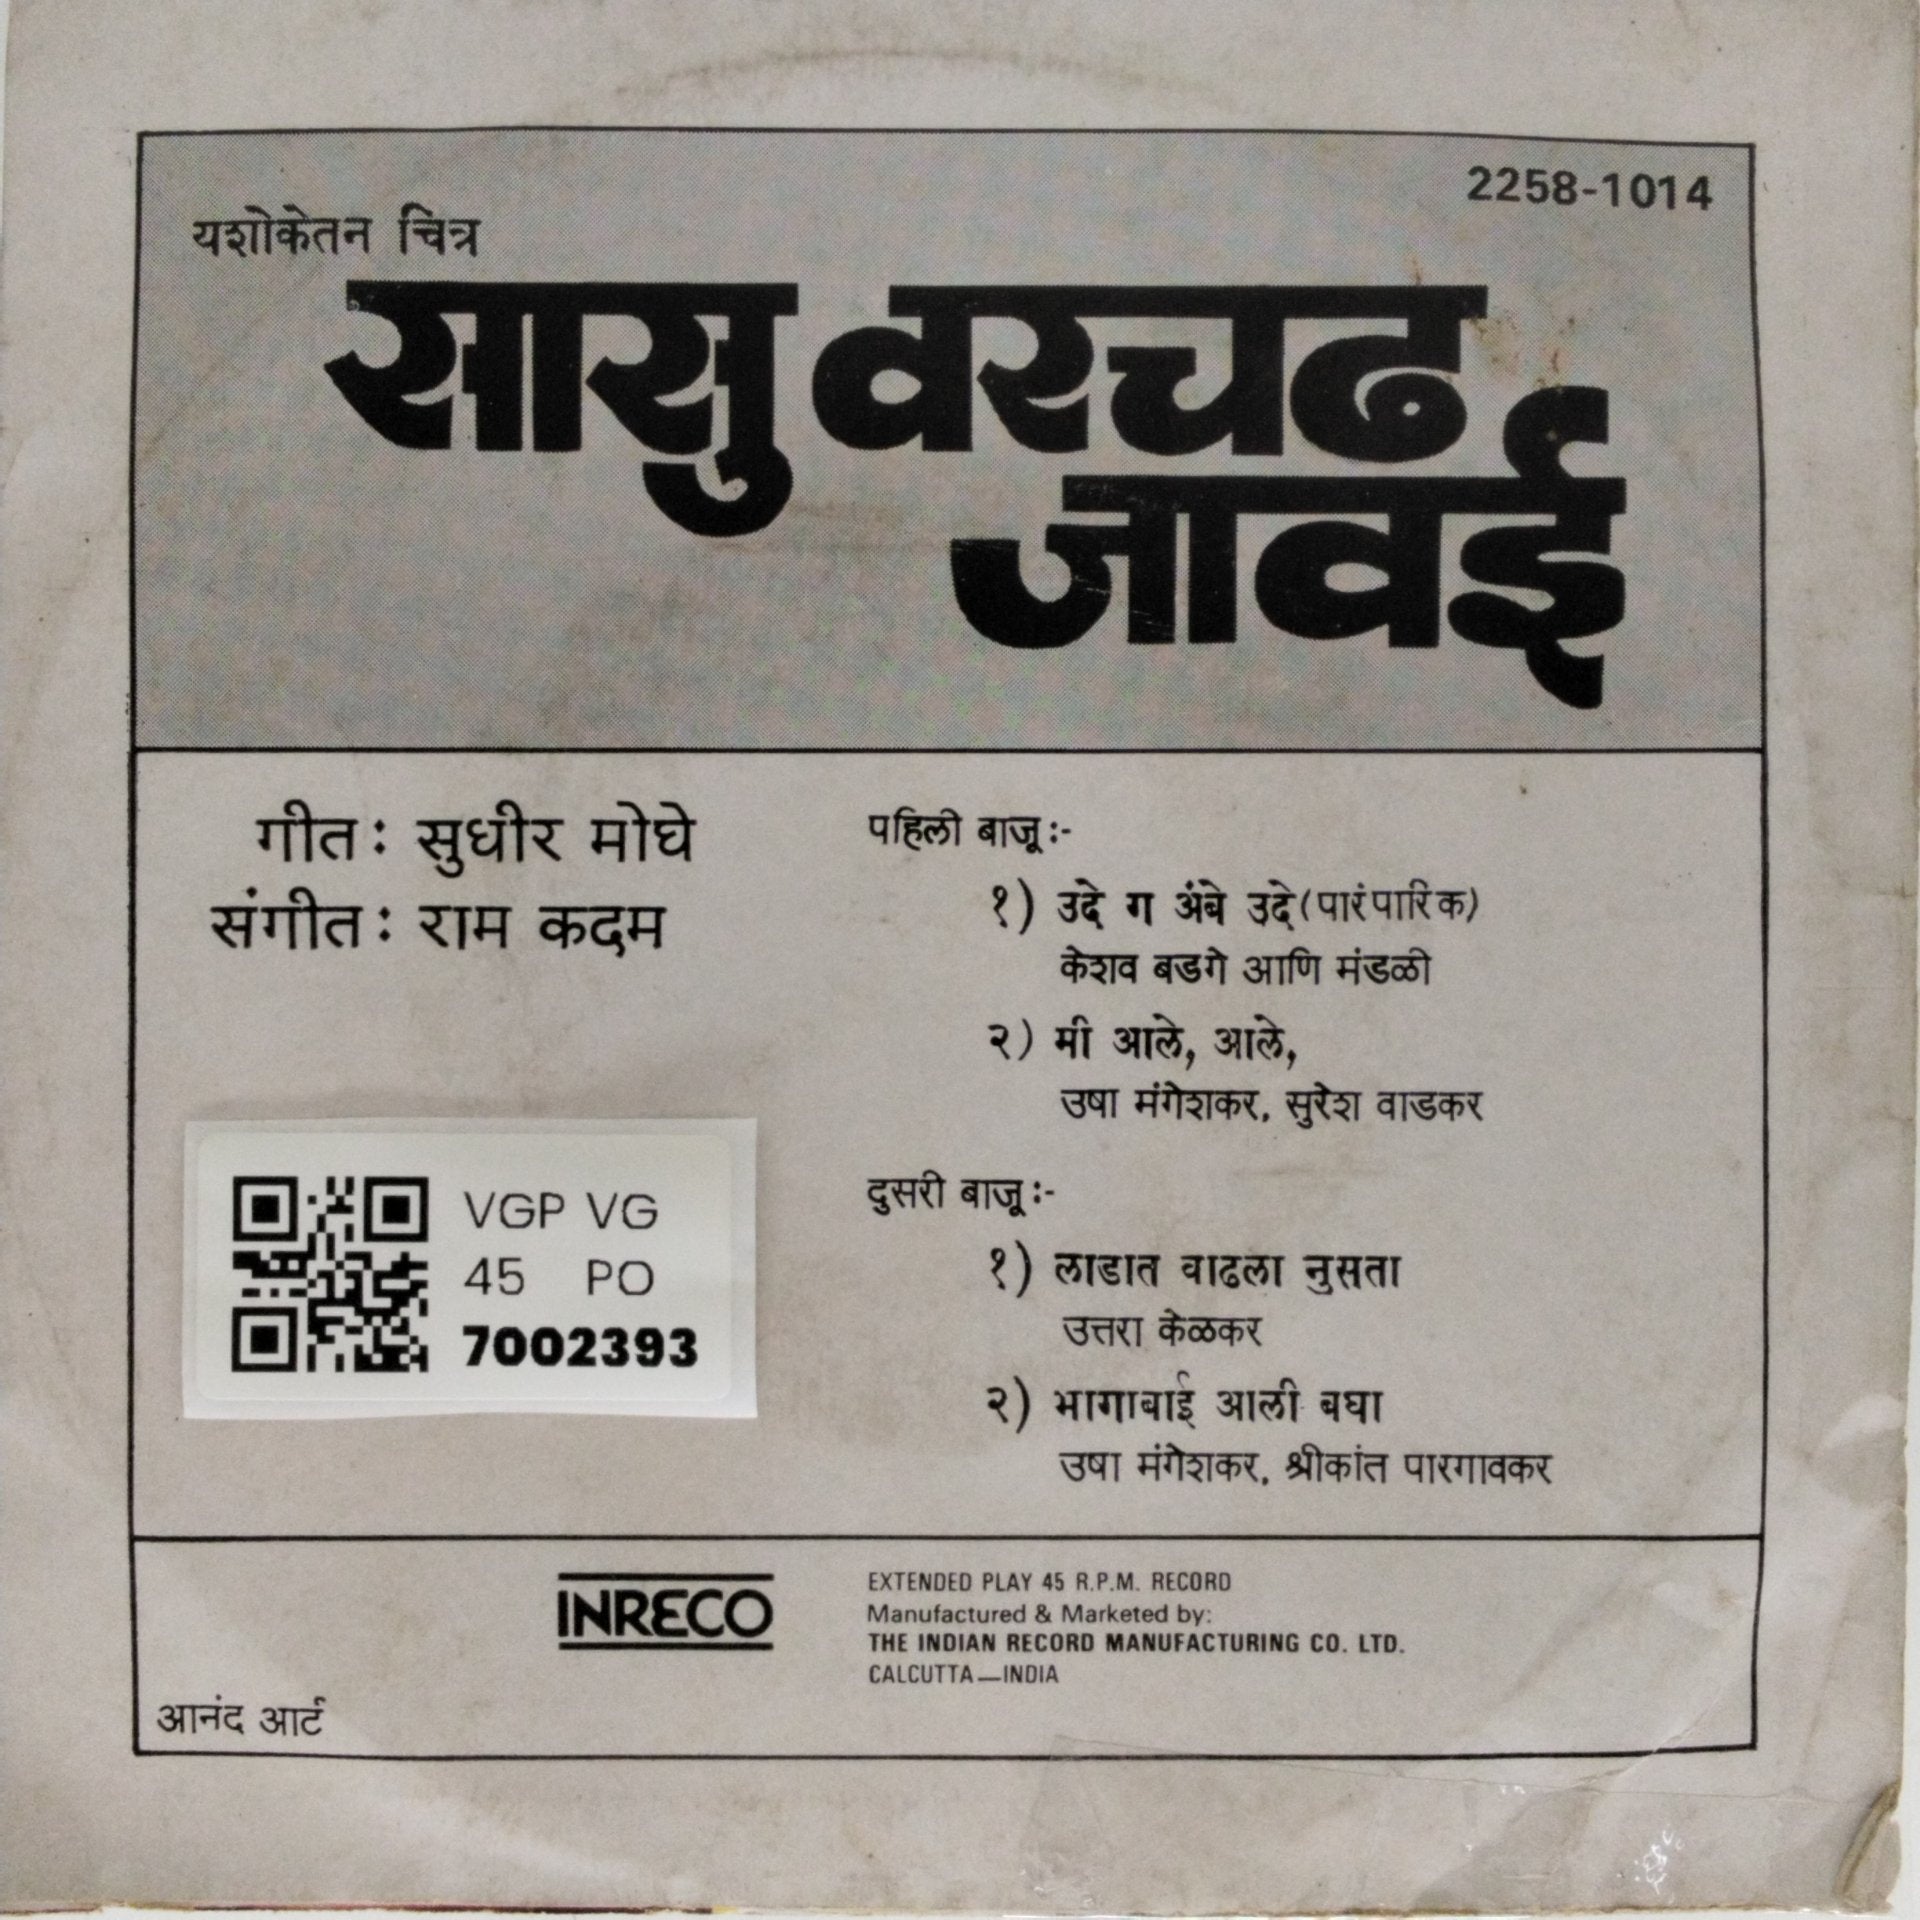 2258-1014
यशोकेतन चित्र
सासु वरचढ
जावई
गीत : सुधीर मोघे
संगीत : राम कदम
पहिली बाजू :-
१) उदे ग अंबे उदे (पारंपारिक)
केशव बडगे आणि मंडळी
२) मी आले, आले,
उषा मंगेशकर, सुरेश वाडकर
दुसरी बाजू :-
१) लाडात वाढला नुसता
उत्तरा केळकर
२) भागाबाई आली बघा
उषा मंगेशकर, श्रीकांत पारगावकर
VGP VG
45 PO
7002393
INRECO
EXTENDED PLAY 45 R.P.M. RECORD
Manufactured & Marketed by:
THE INDIAN RECORD MANUFACTURING CO. LTD.
CALCUTTA—INDIA
आनंद आर्ट